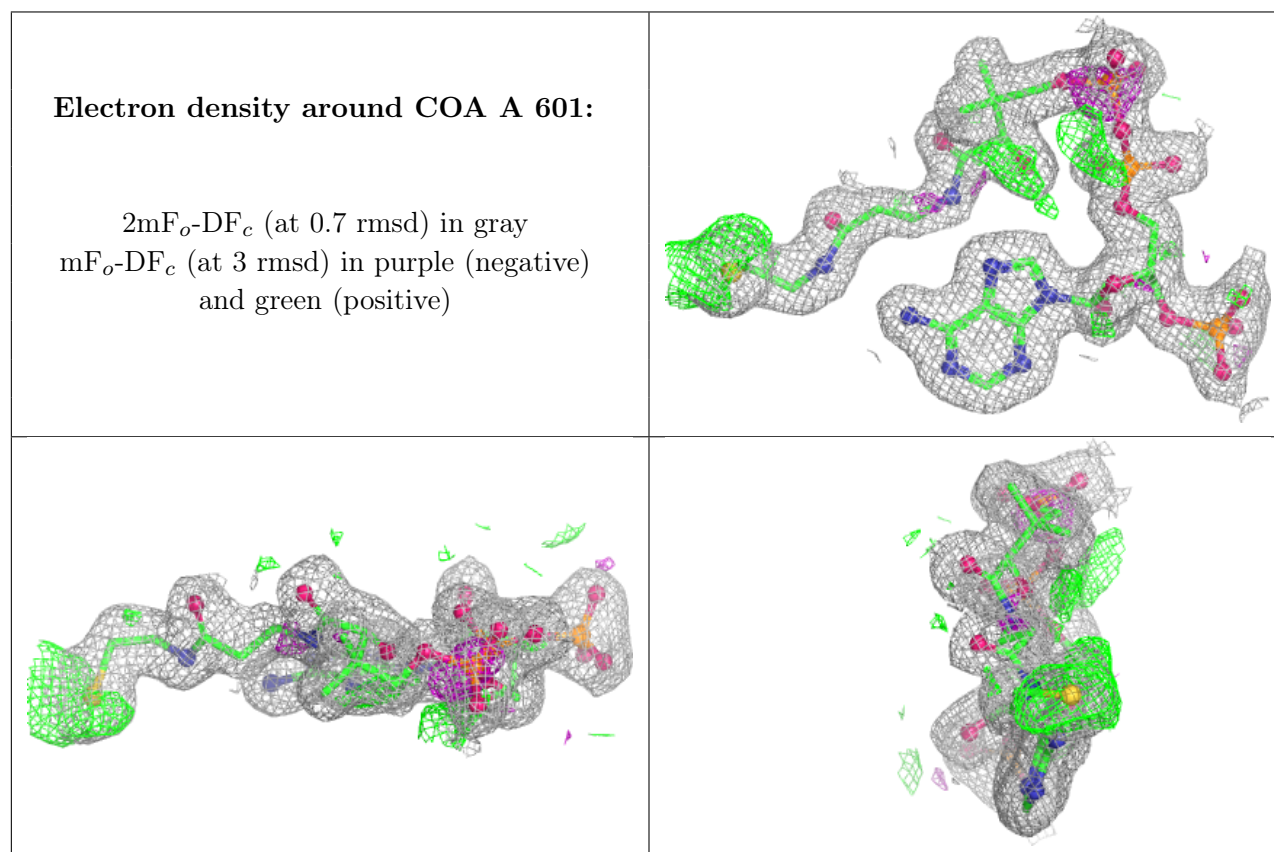 Electron density around COA A 601:
2mFo-DFc (at 0.7 rmsd) in gray
mFo-DFc (at 3 rmsd) in purple (negative)
and green (positive)